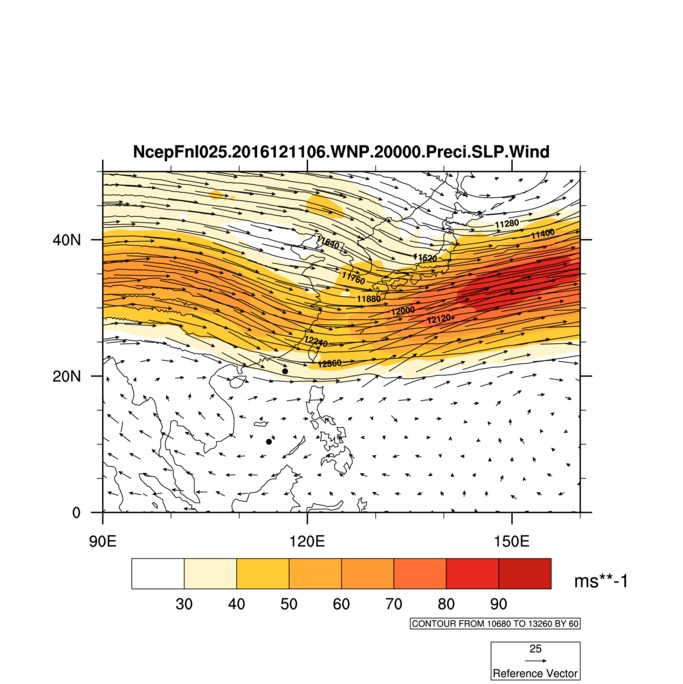 NcepFnl025.2016121106.WNP.20000.Preci.SLP.Wind
11280
11400
40N
11640
11520
11760
11880
12000
12120
12240
12360
20N
0
90E 120E 150E
ms**-1
30 40 50 60 70 80 90
CONTOUR FROM 10680 TO 13260 BY 60
25
Reference Vector